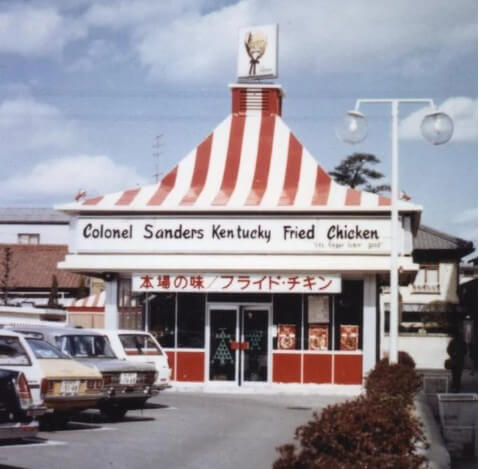 Colonel Sanders Kentucky Fried Chicken
"it's finger lickin' good"
本場の味/フライド・チキン